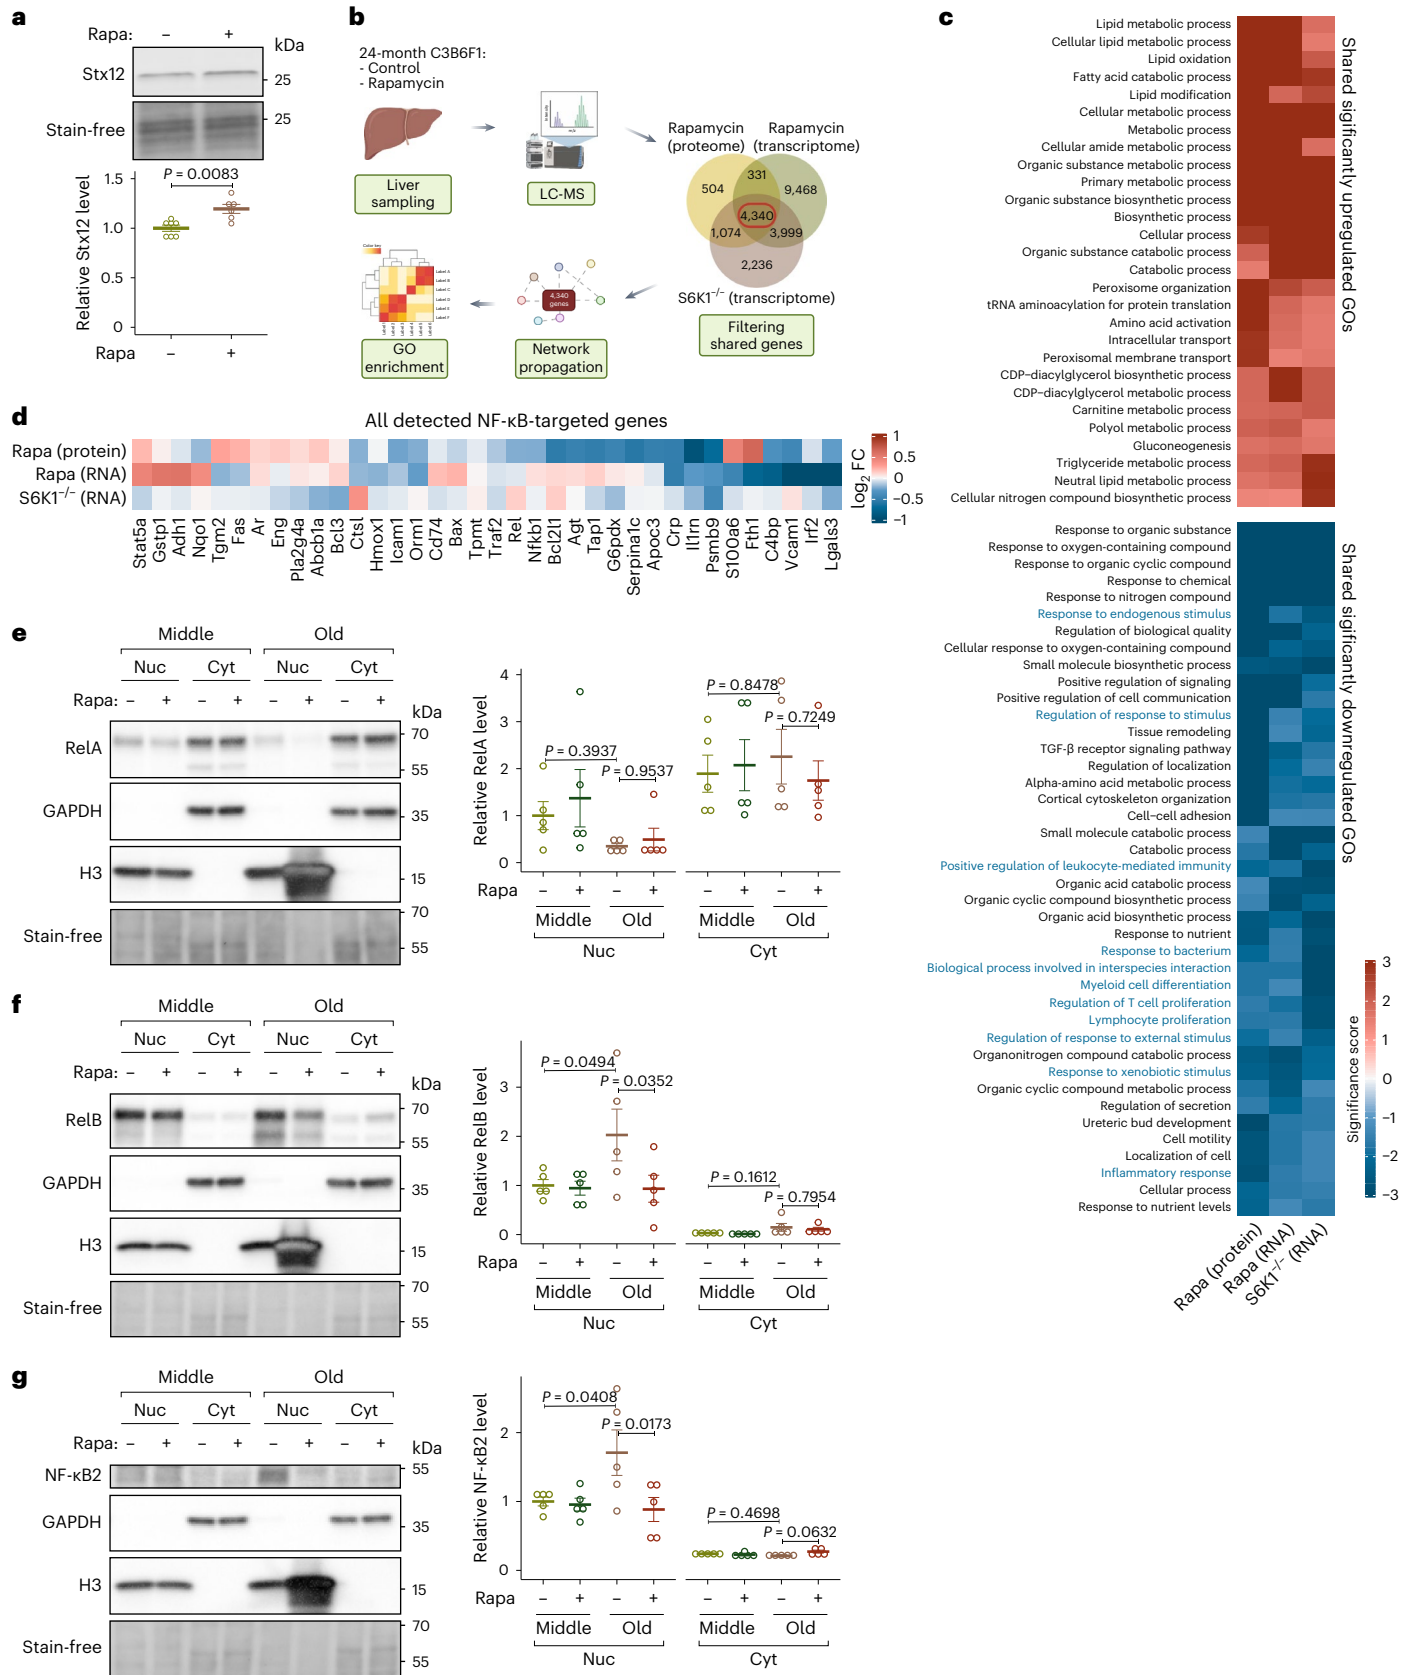 a
Rapa: – +
kDa
Stx12
25
Stain-free
25
P = 0.0083
Relative Stx12 level
1.5
1.0
0.5
0
Rapa – +
b
24-month C3B6F1:
- Control
- Rapamycin
Liver
sampling
LC-MS
Rapamycin
(proteome)
Rapamycin
(transcriptome)
331
504
9,468
4,340
1,074
3,999
2,236
S6K1−/− (transcriptome)
Filtering
shared genes
4,340
genes
Network
propagation
Color key
Label A
Label B
Label C
Label D
Label E
Label F
GO
enrichment
c
Lipid metabolic process
Cellular lipid metabolic process
Lipid oxidation
Fatty acid catabolic process
Lipid modification
Cellular metabolic process
Metabolic process
Cellular amide metabolic process
Organic substance metabolic process
Primary metabolic process
Organic substance biosynthetic process
Biosynthetic process
Cellular process
Organic substance catabolic process
Catabolic process
Peroxisome organization
tRNA aminoacylation for protein translation
Amino acid activation
Intracellular transport
Peroxisomal membrane transport
CDP–diacylglycerol biosynthetic process
CDP–diacylglycerol metabolic process
Carnitine metabolic process
Polyol metabolic process
Gluconeogenesis
Triglyceride metabolic process
Neutral lipid metabolic process
Cellular nitrogen compound biosynthetic process
Shared sigificantly upregulated GOs
Response to organic substance
Response to oxygen-containing compound
Response to organic cyclic compound
Response to chemical
Response to nitrogen compound
Response to endogenous stimulus
Regulation of biological quality
Cellular response to oxygen-containing compound
Small molecule biosynthetic process
Positive regulation of signaling
Positive regulation of cell communication
Regulation of response to stimulus
Tissue remodeling
TGF-β receptor signaling pathway
Regulation of localization
Alpha-amino acid metabolic process
Cortical cytoskeleton organization
Cell–cell adhesion
Small molecule catabolic process
Catabolic process
Positive regulation of leukocyte-mediated immunity
Organic acid catabolic process
Organic cyclic compound biosynthetic process
Organic acid biosynthetic process
Response to nutrient
Response to bacterium
Biological process involved in interspecies interaction
Myeloid cell differentiation
Regulation of T cell proliferation
Lymphocyte proliferation
Regulation of response to external stimulus
Organonitrogen compound catabolic process
Response to xenobiotic stimulus
Organic cyclic compound metabolic process
Regulation of secretion
Ureteric bud development
Cell motility
Localization of cell
Inflammatory response
Cellular process
Response to nutrient levels
Shared sigificantly downregulated GOs
Rapa (protein)
Rapa (RNA)
S6K1−/− (RNA)
Significance score
3
2
1
0
−1
−2
−3
d
All detected NF-κB-targeted genes
Rapa (protein)
Rapa (RNA)
S6K1−/− (RNA)
Stat5a
Gstp1
Adh1
Nqo1
Tgm2
Fas
Ar
Eng
Pla2g4a
Abcb1a
Bcl3
Ctsl
Hmox1
Icam1
Orm1
Cd74
Bax
Tpmt
Traf2
Rel
Nfkb1
Bcl2l1
Agt
Tap1
G6pdx
Serpina1c
Apoc3
Crp
Il1rn
Psmb9
S100a6
Fth1
C4bp
Vcam1
Irf2
Lgals3
log2 FC
1
0.5
0
−0.5
−1
e
Middle Old
Nuc Cyt Nuc Cyt
Rapa: – + – + – + – +
kDa
RelA
70
55
GAPDH
35
H3
15
Stain-free
70
55
Relative RelA level
4
3
2
1
0
P = 0.3937
P = 0.9537
P = 0.8478
P = 0.7249
Rapa – + – + – + – +
Middle Old Middle Old
Nuc Cyt
f
Middle Old
Nuc Cyt Nuc Cyt
Rapa: – + – + – + – +
kDa
RelB
70
55
GAPDH
35
H3
15
Stain-free
70
55
Relative RelB level
3
2
1
0
P = 0.0494
P = 0.0352
P = 0.1612
P = 0.7954
Rapa – + – + – + – +
Middle Old Middle Old
Nuc Cyt
g
Middle Old
Nuc Cyt Nuc Cyt
Rapa: – + – + – + – +
kDa
NF-κB2
55
GAPDH
35
H3
15
Stain-free
70
55
Relative NF-κB2 level
2
1
0
P = 0.0408
P = 0.0173
P = 0.4698
P = 0.0632
Rapa – + – + – + – +
Middle Old Middle Old
Nuc Cyt